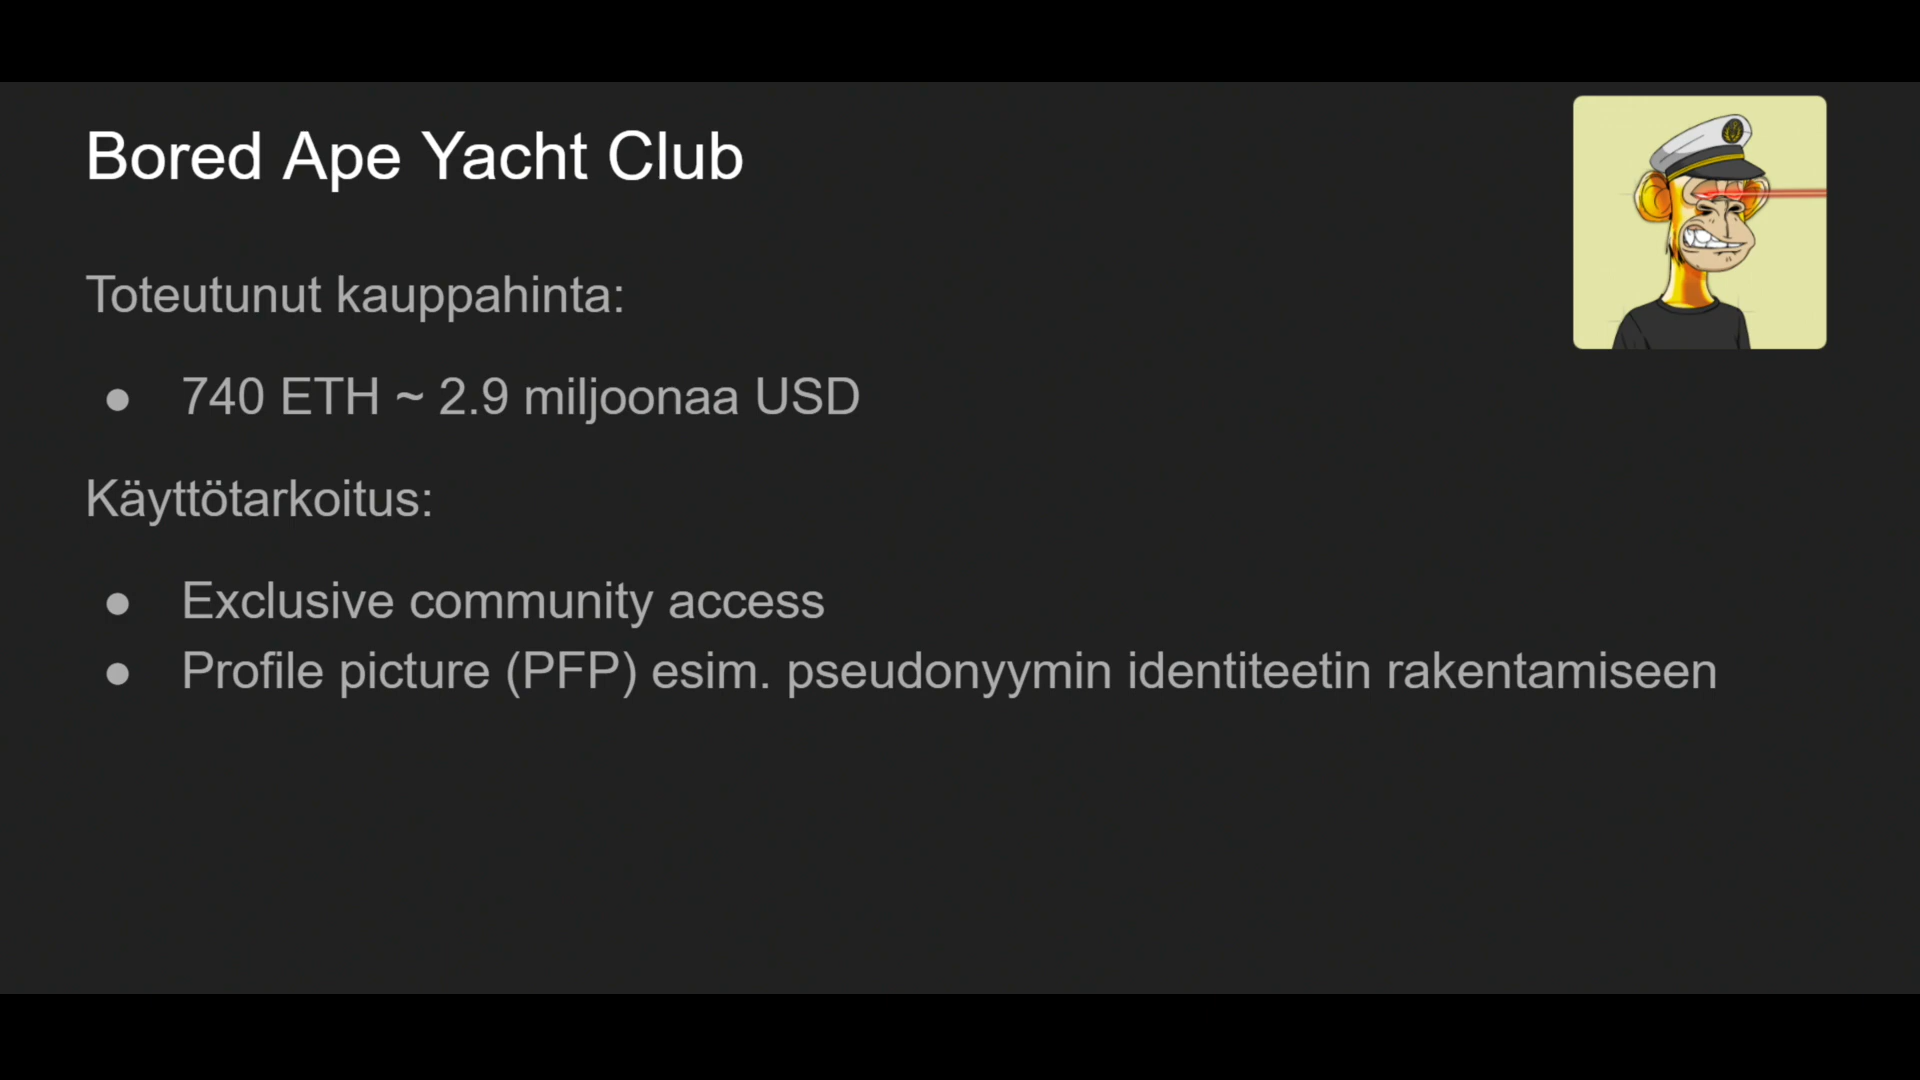 Bored Ape Yacht Club
Toteutunut kauppahinta:
● 740 ETH ~ 2.9 miljoonaa USD
Käyttötarkoitus:
● Exclusive community access
● Profile picture (PFP) esim. pseudonyymin identiteetin rakentamiseen